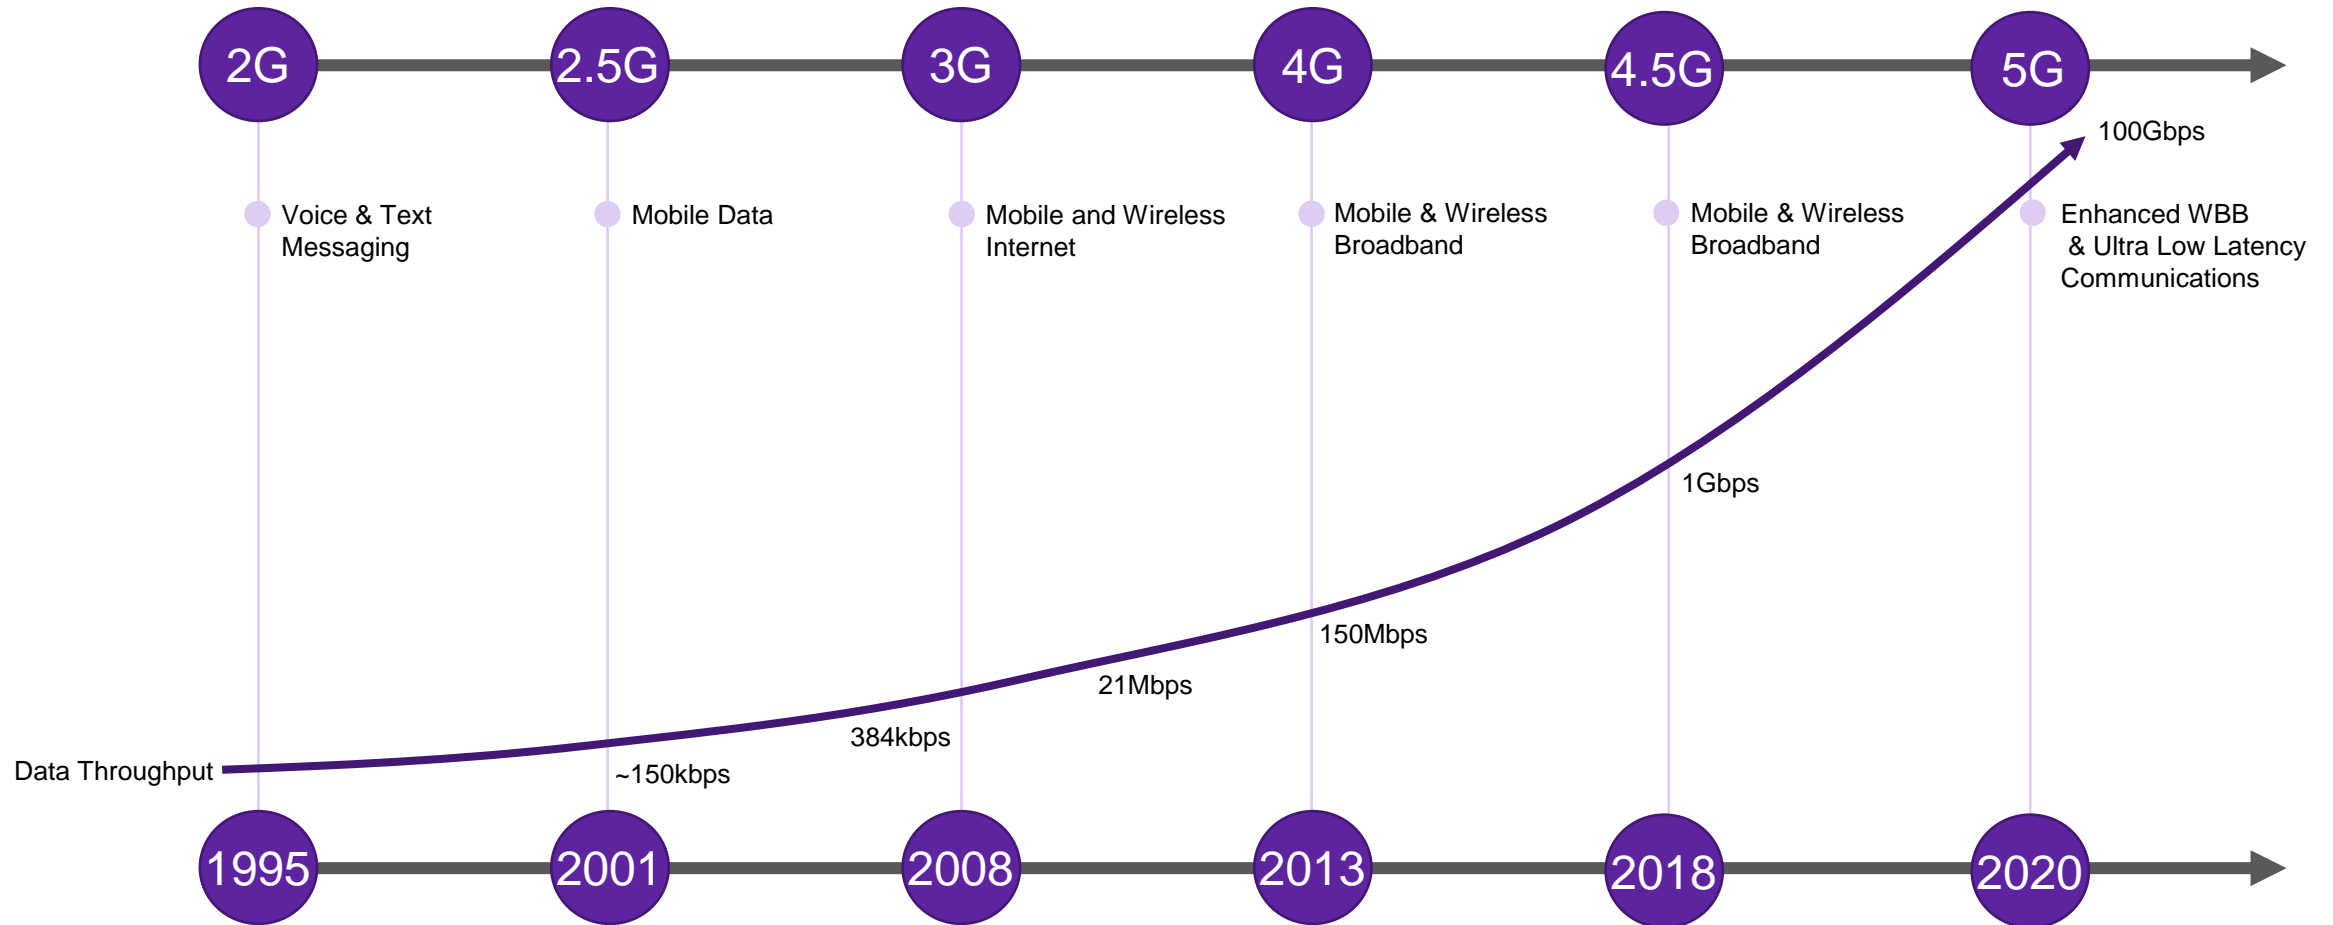 2G
2.5G
3G
4G
4.5G
5G
100Gbps
Voice & Text
Messaging
Mobile Data
Mobile and Wireless
Internet
Mobile & Wireless
Broadband
Mobile & Wireless
Broadband
Enhanced WBB
& Ultra Low Latency
Communications
1Gbps
150Mbps
21Mbps
384kbps
Data Throughput
~150kbps
1995
2001
2008
2013
2018
2020